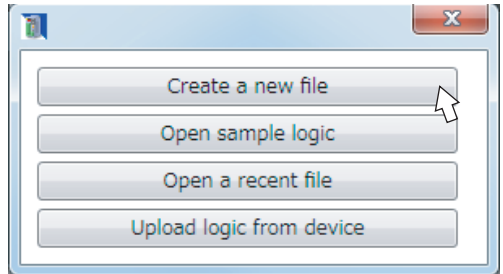 Create a new file
Open sample logic
Open a recent file
Upload logic from device